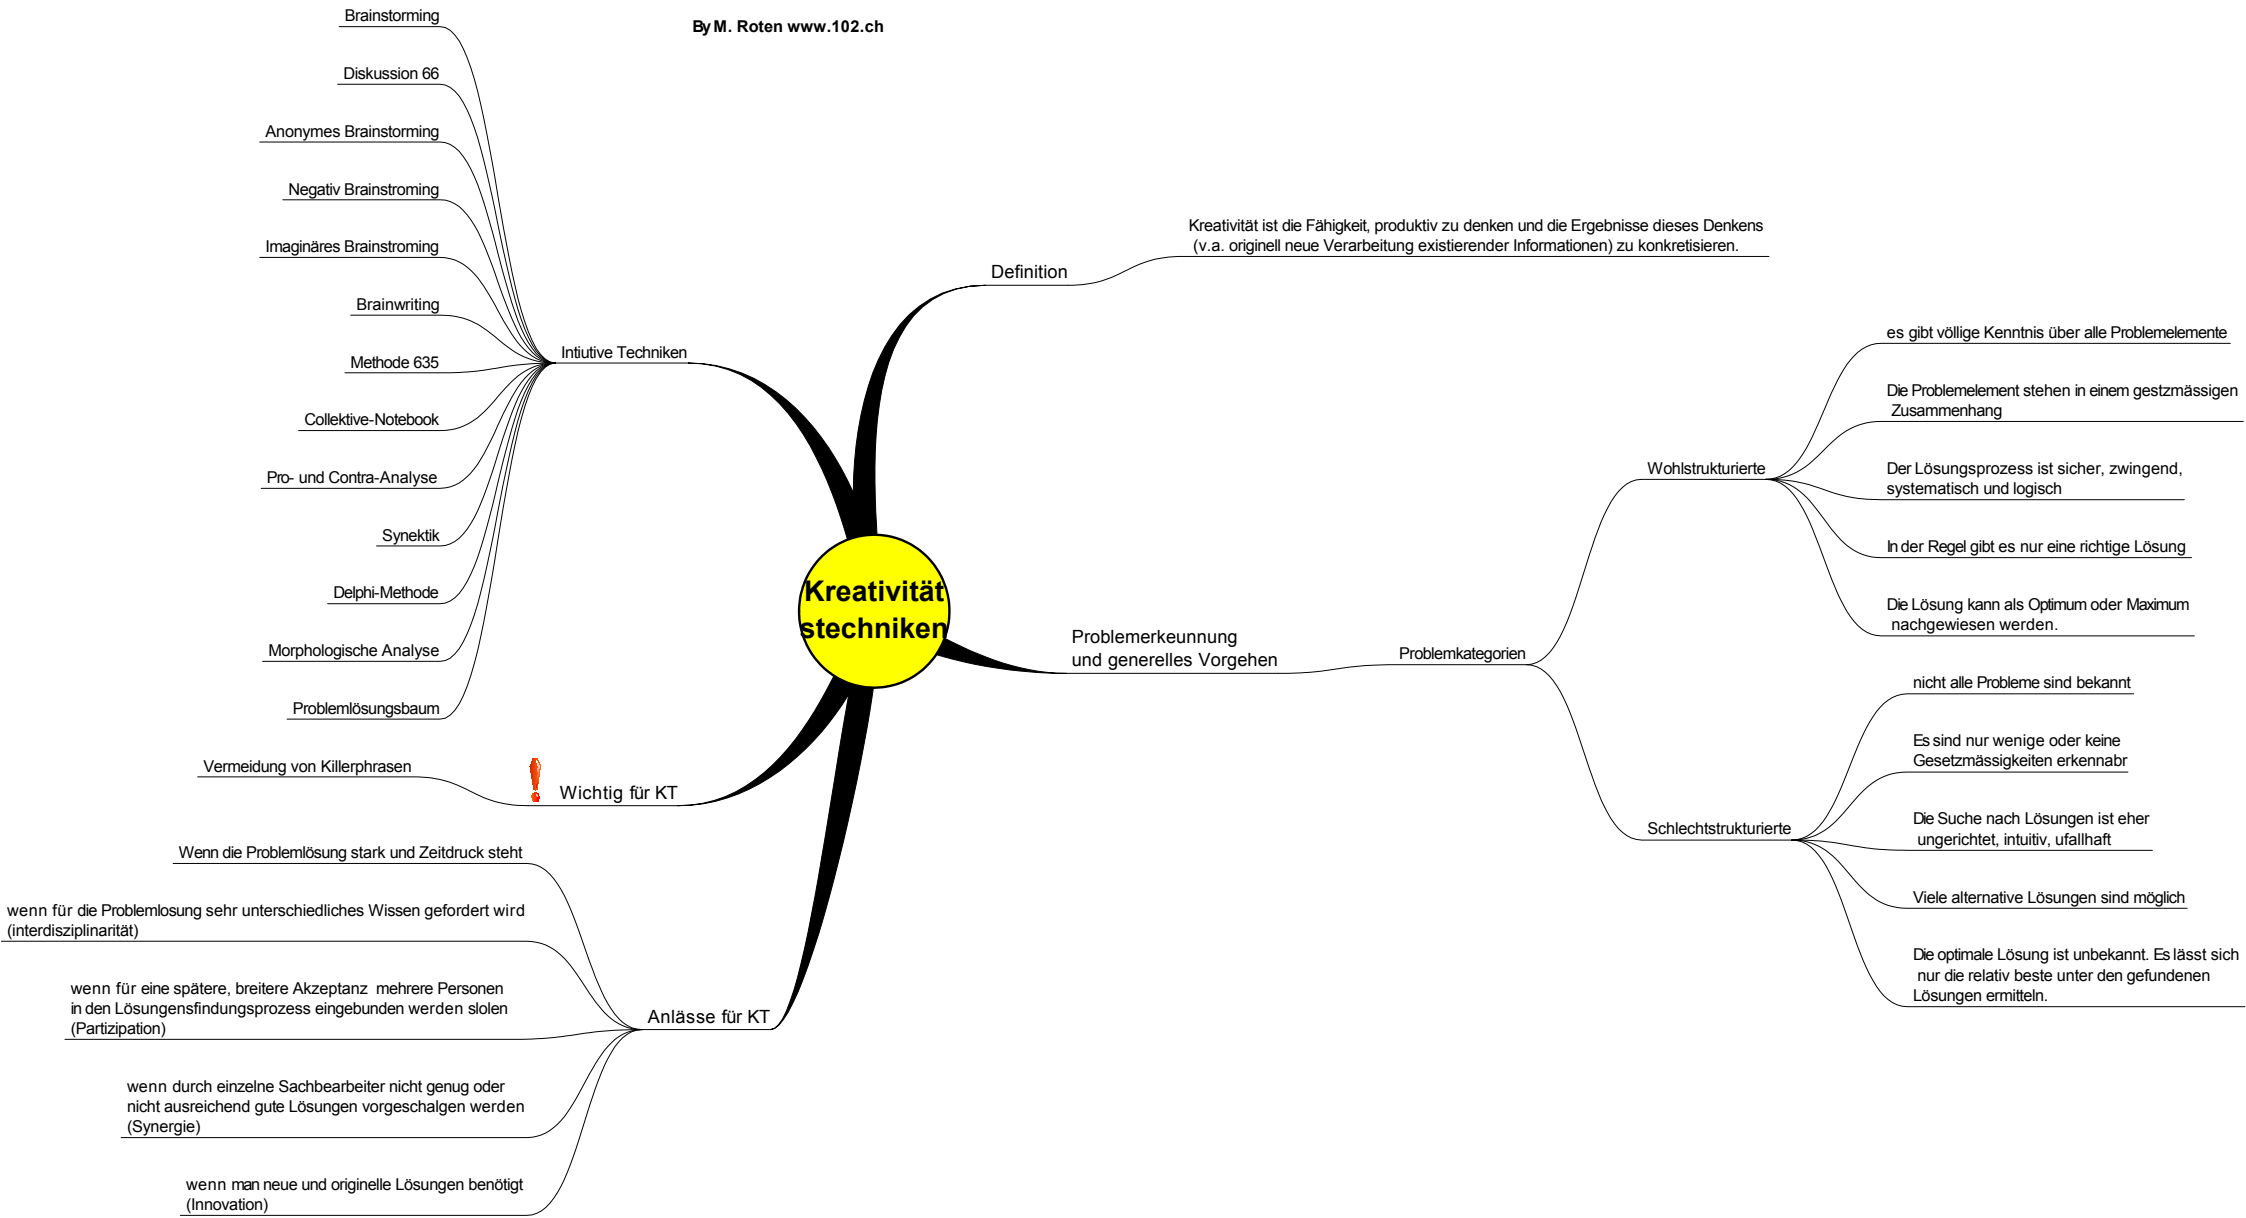 By M. Roten www.102.ch
Kreativität
stechniken
Definition
Kreativität ist die Fähigkeit, produktiv zu denken und die Ergebnisse dieses Denkens
(v.a. originell neue Verarbeitung existierender Informationen) zu konkretisieren.
Problemerkeunnung
und generelles Vorgehen
Problemkategorien
Wohlstrukturierte
es gibt völlige Kenntnis über alle Problemelemente
Die Problemelement stehen in einem gestzmässigen
Zusammenhang
Der Lösungsprozess ist sicher, zwingend,
systematisch und logisch
In der Regel gibt es nur eine richtige Lösung
Die Lösung kann als Optimum oder Maximum
nachgewiesen werden.
Schlechtstrukturierte
nicht alle Probleme sind bekannt
Es sind nur wenige oder keine
Gesetzmässigkeiten erkennabr
Die Suche nach Lösungen ist eher
ungerichtet, intuitiv, ufallhaft
Viele alternative Lösungen sind möglich
Die optimale Lösung ist unbekannt. Es lässt sich
nur die relativ beste unter den gefundenen
Lösungen ermitteln.
Intiutive Techniken
Brainstorming
Diskussion 66
Anonymes Brainstorming
Negativ Brainstroming
Imaginäres Brainstroming
Brainwriting
Methode 635
Collektive-Notebook
Pro- und Contra-Analyse
Synektik
Delphi-Methode
Morphologische Analyse
Problemlösungsbaum
Wichtig für KT
Vermeidung von Killerphrasen
Anlässe für KT
Wenn die Problemlösung stark und Zeitdruck steht
wenn für die Problemlosung sehr unterschiedliches Wissen gefordert wird
(interdisziplinarität)
wenn für eine spätere, breitere Akzeptanz mehrere Personen
in den Lösungensfindungsprozess eingebunden werden slolen
(Partizipation)
wenn durch einzelne Sachbearbeiter nicht genug oder
nicht ausreichend gute Lösungen vorgeschalgen werden
(Synergie)
wenn man neue und originelle Lösungen benötigt
(Innovation)